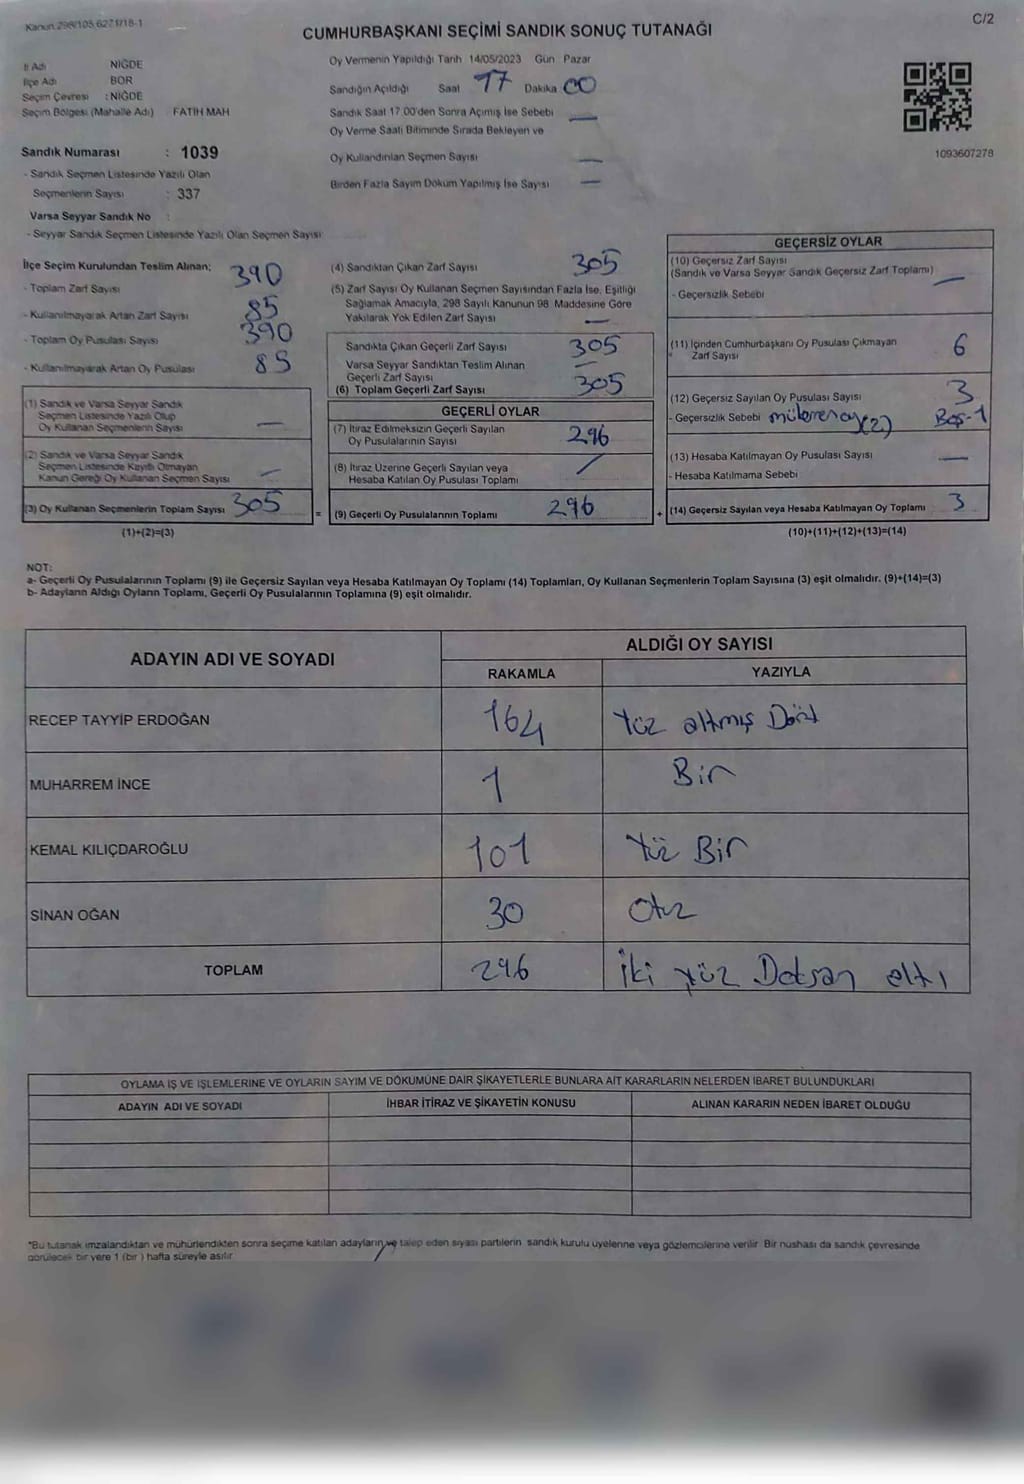 Kanun 298/105 6271/18-1
C/2
CUMHURBAŞKANI SEÇİMİ SANDIK SONUÇ TUTANAĞI
İl Adı NİĞDE
İlçe Adı BOR
Seçim Çevresi : NİĞDE
Seçim Bölgesi (Mahalle Adı) FATİH MAH
Sandık Numarası : 1039
- Sandık Seçmen Listesinde Yazılı Olan
Seçmenlerin Sayısı : 337
Varsa Seyyar Sandık No :
- Seyyar Sandık Seçmen Listesinde Yazılı Olan Seçmen Sayısı
Oy Vermenin Yapıldığı Tarih 14/05/2023 Gün Pazar
Sandığın Açıldığı Saat 17 Dakika 00
Sandık Saat 17.00'den Sonra Açılmış İse Sebebi —
Oy Verme Saati Bitiminde Sırada Bekleyen ve
Oy Kullandırılan Seçmen Sayısı —
Birden Fazla Sayım Döküm Yapılmış İse Sayısı —
1093607278
İlçe Seçim Kurulundan Teslim Alınan;
- Toplam Zarf Sayısı 390
- Kullanılmayarak Artan Zarf Sayısı 85
- Toplam Oy Pusulası Sayısı 390
- Kullanılmayarak Artan Oy Pusulası 85
(1) Sandık ve Varsa Seyyar Sandık
Seçmen Listesinde Yazılı Olup
Oy Kullanan Seçmenlerin Sayısı —
(2) Sandık ve Varsa Seyyar Sandık
Seçmen Listesinde Kayıtlı Olmayan
Kanun Gereği Oy Kullanan Seçmen Sayısı —
(3) Oy Kullanan Seçmenlerin Toplam Sayısı 305
(1)+(2)=(3)
(4) Sandıktan Çıkan Zarf Sayısı 305
(5) Zarf Sayısı Oy Kullanan Seçmen Sayısından Fazla İse, Eşitliği
Sağlamak Amacıyla, 298 Sayılı Kanunun 98. Maddesine Göre
Yakılarak Yok Edilen Zarf Sayısı —
Sandıkta Çıkan Geçerli Zarf Sayısı 305
Varsa Seyyar Sandıktan Teslim Alınan
Geçerli Zarf Sayısı
(6) Toplam Geçerli Zarf Sayısı 305
GEÇERLİ OYLAR
(7) İtiraz Edilmeksizin Geçerli Sayılan
Oy Pusulalarının Sayısı 296
(8) İtiraz Üzerine Geçerli Sayılan veya
Hesaba Katılan Oy Pusulası Toplamı /
= (9) Geçerli Oy Pusulalarının Toplamı 296
GEÇERSİZ OYLAR
(10) Geçersiz Zarf Sayısı
(Sandık ve Varsa Seyyar Sandık Geçersiz Zarf Toplamı) —
- Geçersizlik Sebebi
(11) İçinden Cumhurbaşkanı Oy Pusulası Çıkmayan
Zarf Sayısı 6
(12) Geçersiz Sayılan Oy Pusulası Sayısı 3
- Geçersizlik Sebebi (2) Boş-1
(13) Hesaba Katılmayan Oy Pusulası Sayısı —
- Hesaba Katılmama Sebebi
+ (14) Geçersiz Sayılan veya Hesaba Katılmayan Oy Toplamı 3
(10)+(11)+(12)+(13)=(14)
NOT:
a- Geçerli Oy Pusulalarının Toplamı (9) ile Geçersiz Sayılan veya Hesaba Katılmayan Oy Toplamı (14) Toplamları, Oy Kullanan Seçmenlerin Toplam Sayısına (3) eşit olmalıdır. (9)+(14)=(3)
b- Adayların Aldığı Oyların Toplamı, Geçerli Oy Pusulalarının Toplamına (9) eşit olmalıdır.
ADAYIN ADI VE SOYADI
ALDIĞI OY SAYISI
RAKAMLA YAZIYLA
RECEP TAYYİP ERDOĞAN 164 Yüz altmış Dört
MUHARREM İNCE 1 Bir
KEMAL KILIÇDAROĞLU 101 Yüz Bir
SİNAN OĞAN 30 Otuz
TOPLAM 296 İki yüz Doksan altı
OYLAMA İŞ VE İŞLEMLERİNE VE OYLARIN SAYIM VE DÖKÜMÜNE DAİR ŞİKAYETLERLE BUNLARA AİT KARARLARIN NELERDEN İBARET BULUNDUKLARI
ADAYIN ADI VE SOYADI İHBAR İTİRAZ VE ŞİKAYETİN KONUSU ALINAN KARARIN NEDEN İBARET OLDUĞU
*Bu tutanak imzalandıktan ve mühürlendikten sonra seçime katılan adayların ve talep eden siyasi partilerin sandık kurulu üyelerine veya gözlemcilerine verilir. Bir nüshası da sandık çevresinde
görülecek bir yere 1 (bir) hafta süreyle asılır.